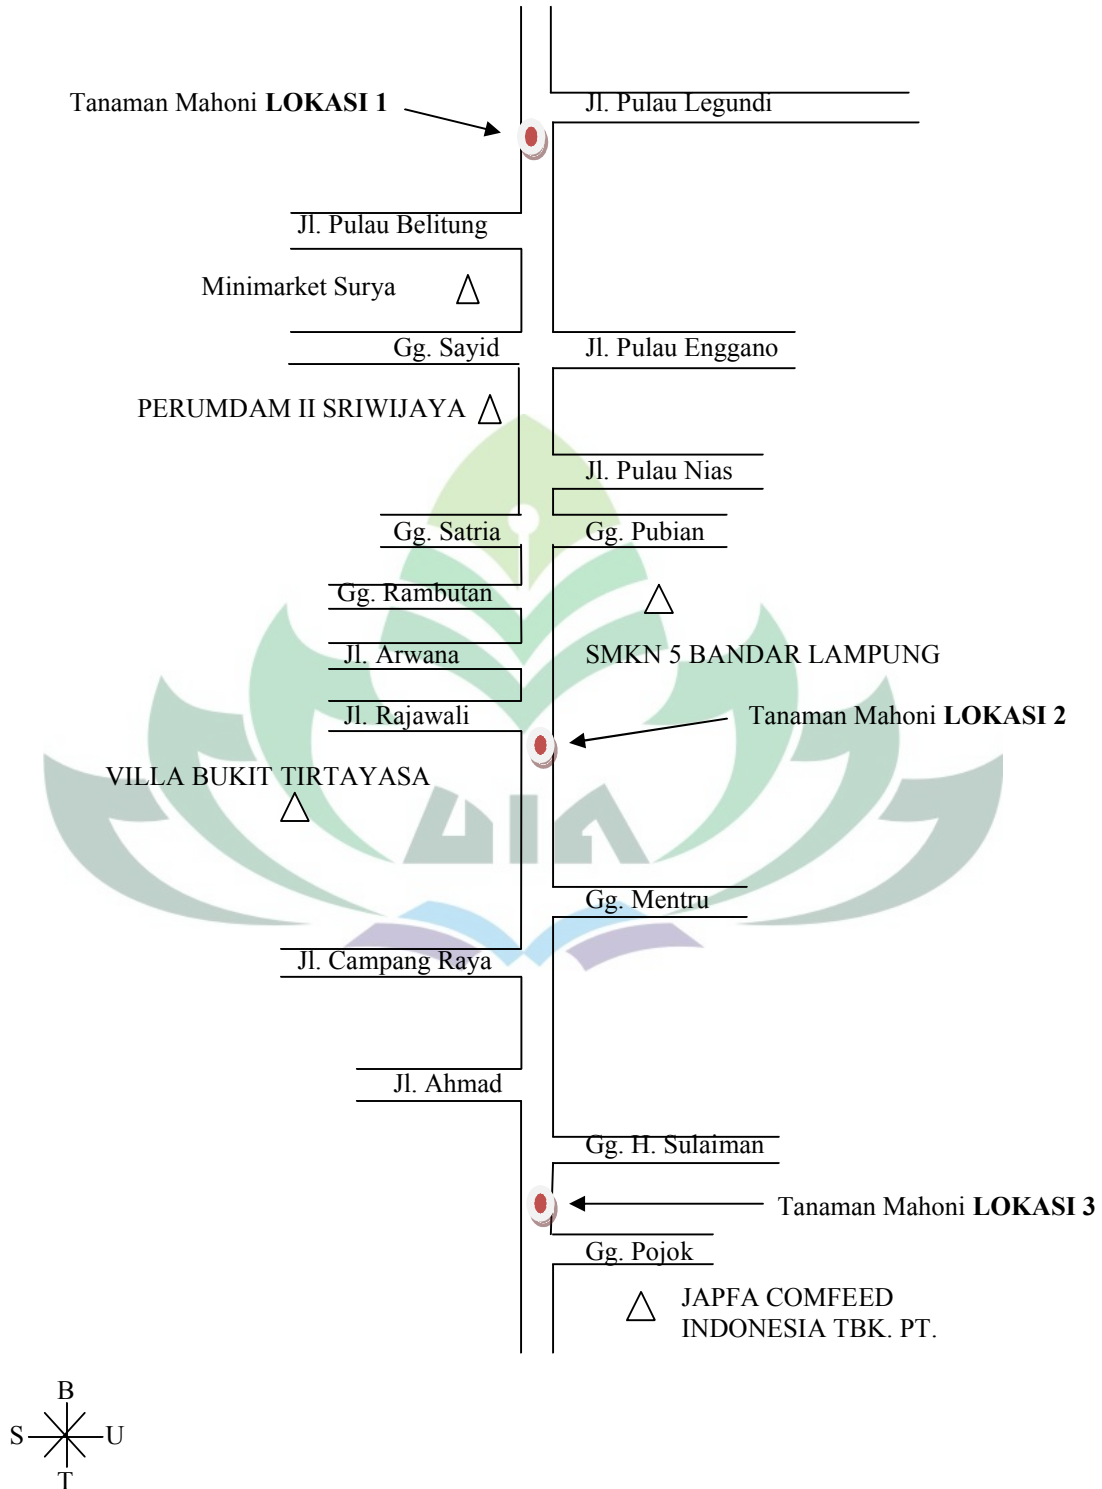 Jl. Pulau Legundi
Tanaman Mahoni LOKASI 1
Jl. Pulau Belitung
Minimarket Surya
Gg. Sayid
Jl. Pulau Enggano
PERUMDAM II SRIWIJAYA
Jl. Pulau Nias
Gg. Satria
Gg. Pubian
Gg. Rambutan
Jl. Arwana
SMKN 5 BANDAR LAMPUNG
Jl. Rajawali
Tanaman Mahoni LOKASI 2
VILLA BUKIT TIRTAYASA
UIN
Gg. Mentru
Jl. Campang Raya
Jl. Ahmad
Gg. H. Sulaiman
Tanaman Mahoni LOKASI 3
Gg. Pojok
JAPFA COMFEED
INDONESIA TBK. PT.
B
S
U
T